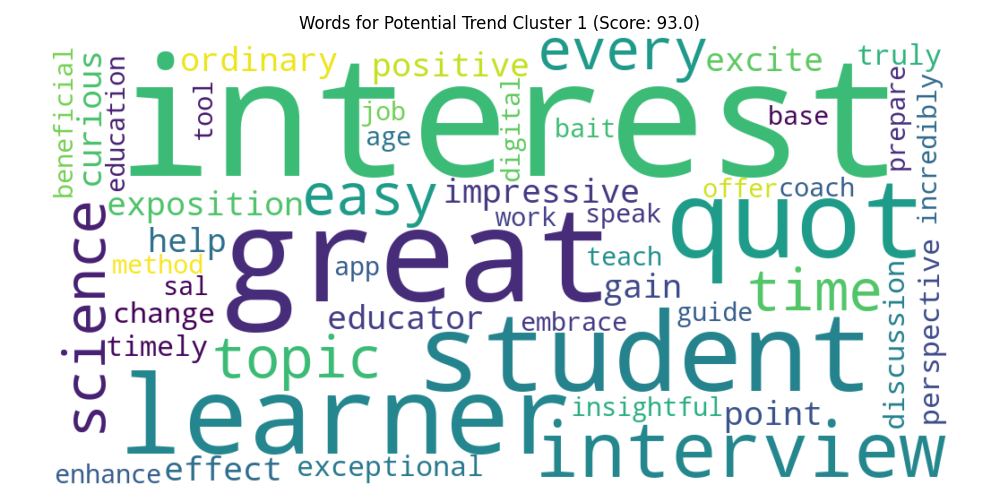 Words for Potential Trend Cluster 1 (Score: 93.0)
interest
every
ordinary
positive
excite
truly
beneficial
curious
education
tool
job
age
digital
bait
base
prepare
incredibly
exposition
easy
impressive
offer
coach
work
speak
quot
science
help
great
teach
method
app
sal
gain
time
change
educator
embrace
guide
discussion
perspective
timely
topic
student
learner
insightful
point
interview
enhance
effect
exceptional